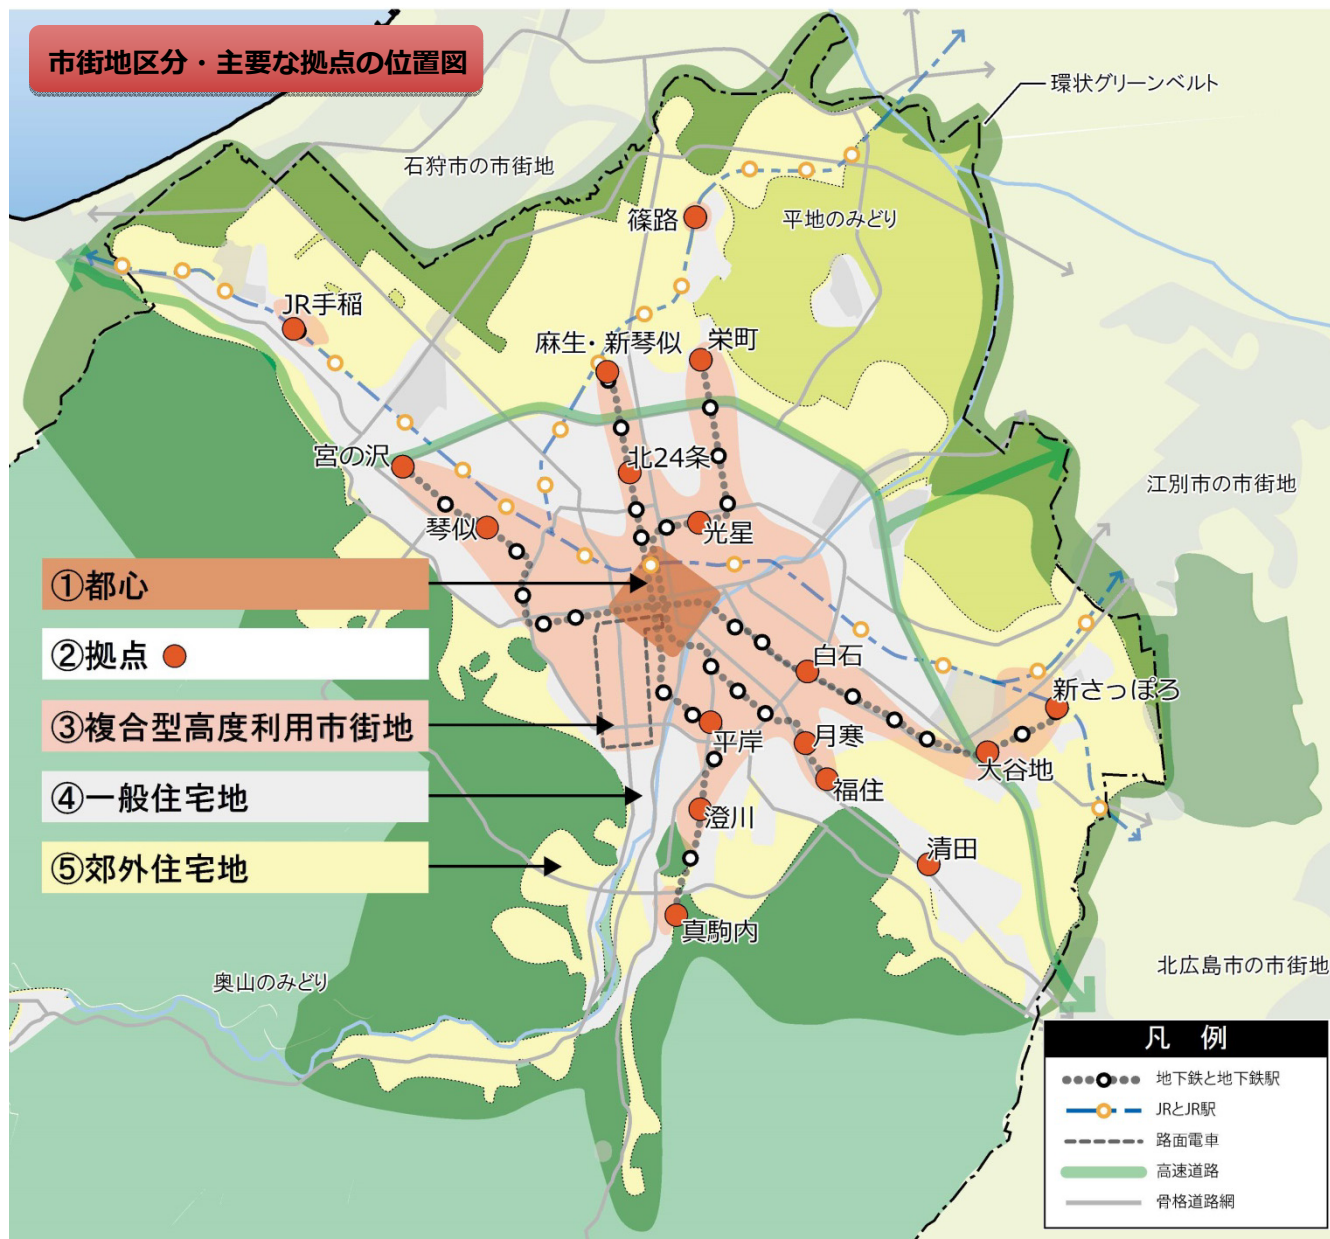 市街地区分・主要な拠点の位置図
環状グリーンベルト
石狩市の市街地
篠路
平地のみどり
JR手稲
麻生・新琴似
栄町
宮の沢
北24条
江別市の市街地
琴似
光星
①都心
②拠点
白石
新さっぽろ
③複合型高度利用市街地
平岸
月寒
大谷地
④一般住宅地
福住
澄川
清田
⑤郊外住宅地
真駒内
北広島市の市街地
奥山のみどり
凡 例
地下鉄と地下鉄駅
JRとJR駅
路面電車
高速道路
骨格道路網